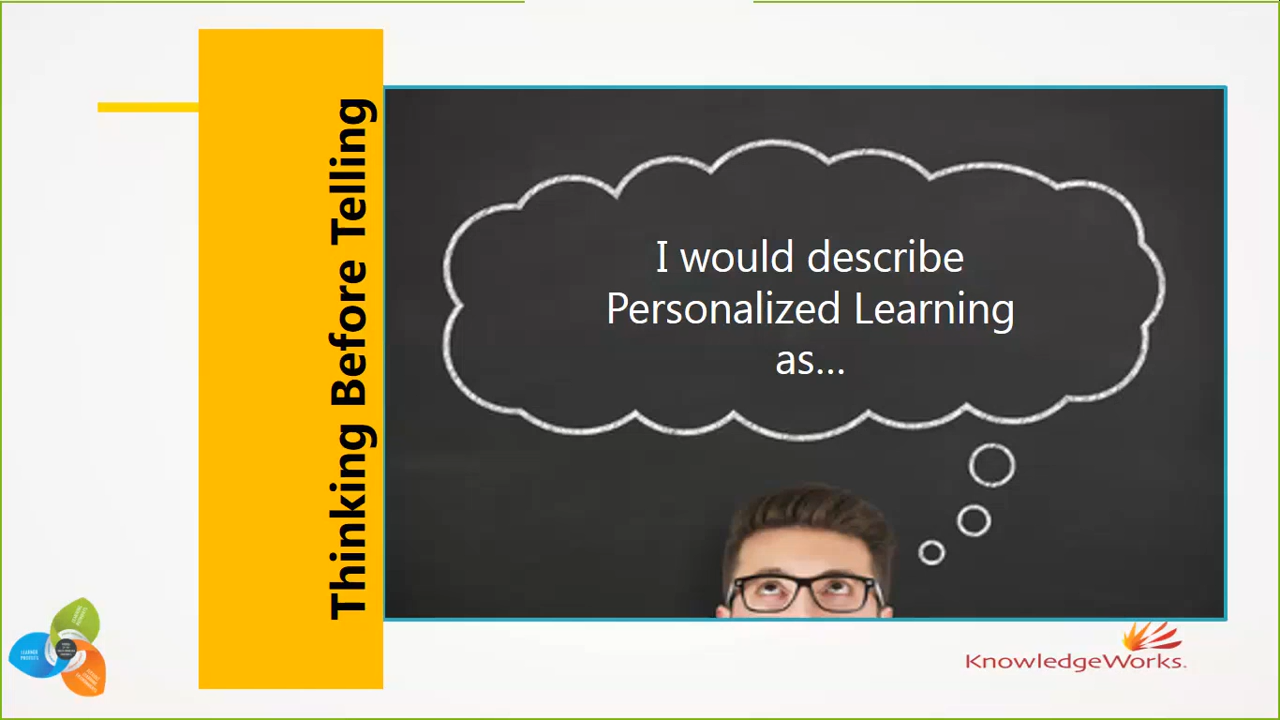 Thinking Before Telling
I would describe
Personalized Learning
as...
KnowledgeWorks.